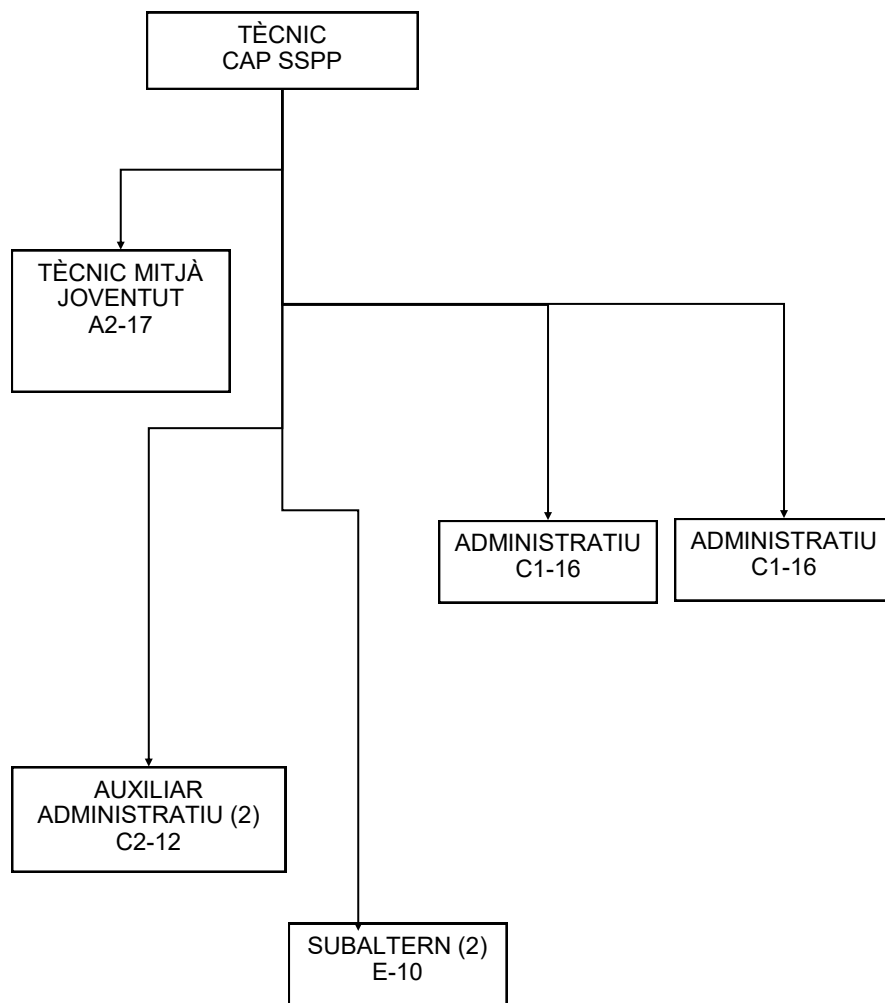 TÈCNIC
CAP SSPP
TÈCNIC MITJÀ
JOVENTUT
A2-17
ADMINISTRATIU
C1-16
ADMINISTRATIU
C1-16
AUXILIAR
ADMINISTRATIU (2)
C2-12
SUBALTERN (2)
E-10